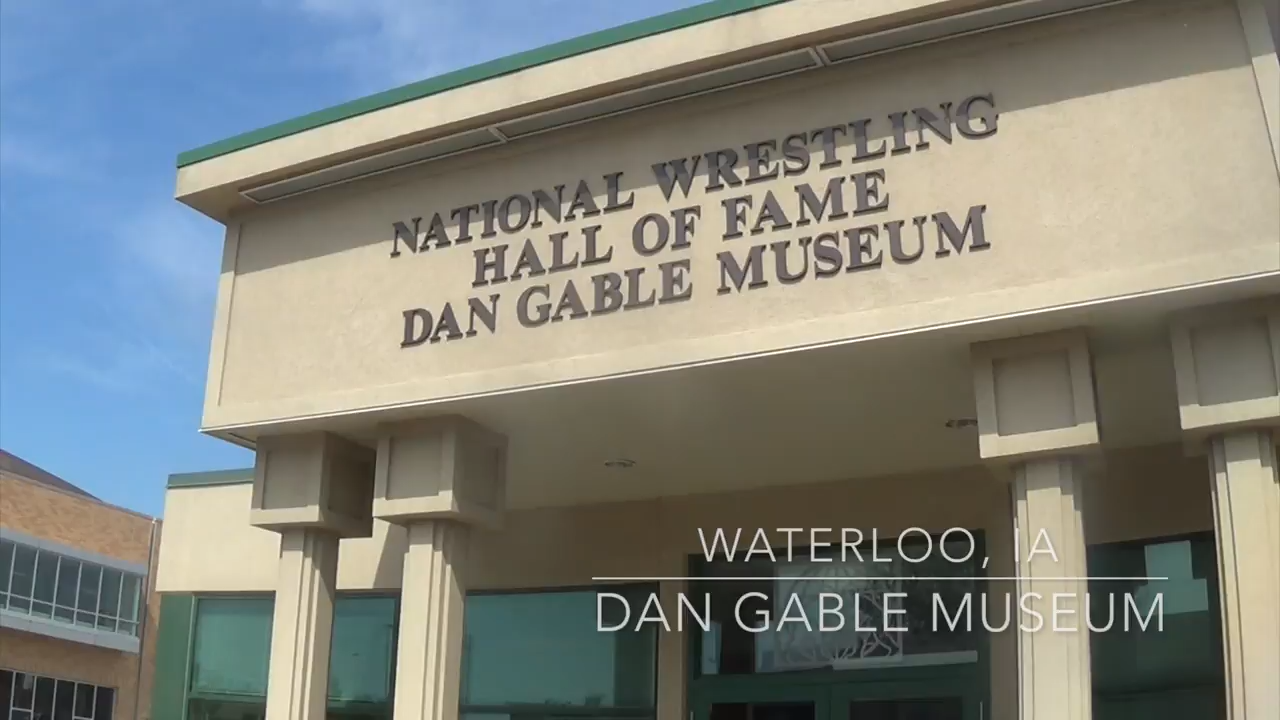 NATIONAL WRESTLING
HALL OF FAME
DAN GABLE MUSEUM
WATERLOO, IA
DAN GABLE MUSEUM